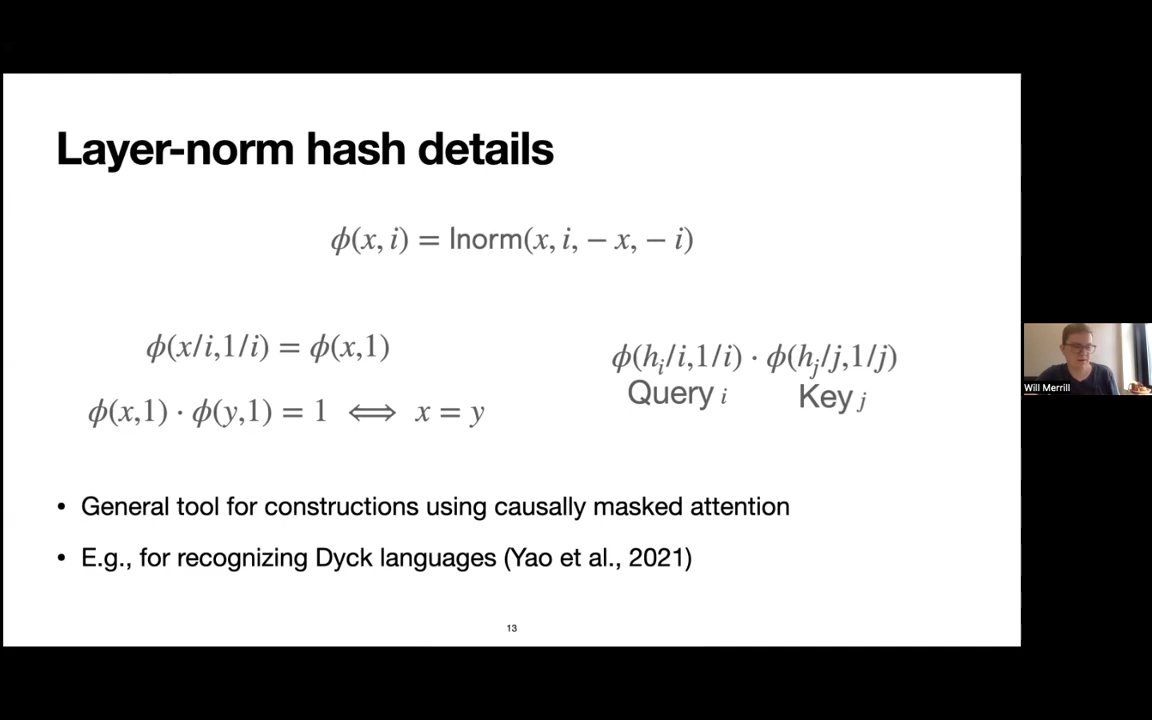 Layer-norm hash details
ϕ(x, i) = lnorm(x, i, − x, − i)
ϕ(x/i,1/i) = ϕ(x,1)
ϕ(x,1) · ϕ(y,1) = 1 ⟺ x = y
ϕ(hᵢ/i,1/i) · ϕ(hⱼ/j,1/j)
Query i Key j
• General tool for constructions using causally masked attention
• E.g., for recognizing Dyck languages (Yao et al., 2021)
13
Will Merrill